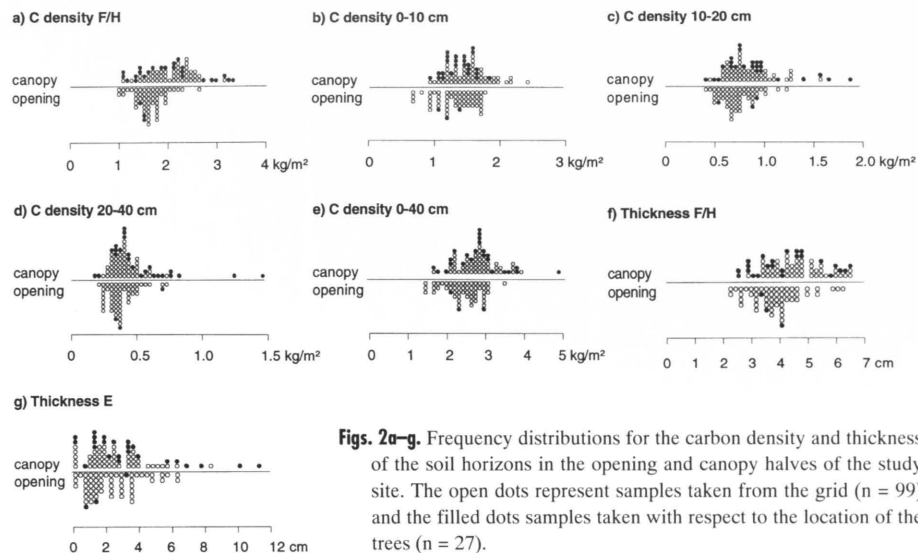 a) C density F/H
canopy
opening
0 1 2 3 4 kg/m²
b) C density 0-10 cm
canopy
opening
0 1 2 3 kg/m²
c) C density 10-20 cm
canopy
opening
0 0.5 1.0 1.5 2.0 kg/m²
d) C density 20-40 cm
canopy
opening
0 0.5 1.0 1.5 kg/m²
e) C density 0-40 cm
canopy
opening
0 1 2 3 4 5 kg/m²
f) Thickness F/H
canopy
opening
0 1 2 3 4 5 6 7 cm
g) Thickness E
canopy
opening
0 2 4 6 8 10 12 cm
Figs. 2a–g. Frequency distributions for the carbon density and thickness
of the soil horizons in the opening and canopy halves of the study
site. The open dots represent samples taken from the grid (n = 99)
and the filled dots samples taken with respect to the location of the
trees (n = 27).